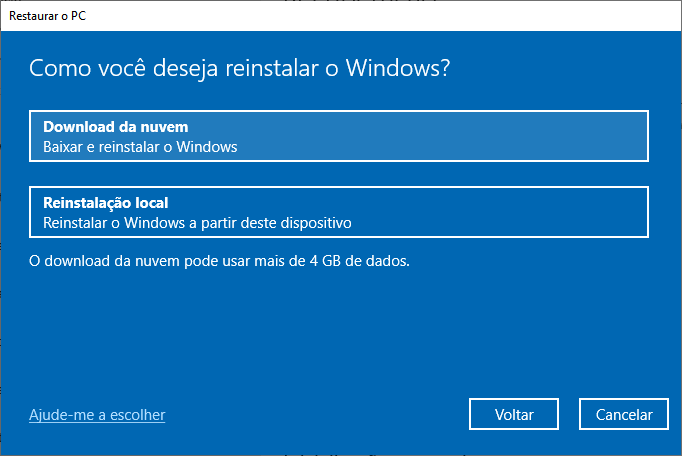 Restaurar o PC
Como você deseja reinstalar o Windows?
Download da nuvem
Baixar e reinstalar o Windows
Reinstalação local
Reinstalar o Windows a partir deste dispositivo
O download da nuvem pode usar mais de 4 GB de dados.
Ajude-me a escolher
Voltar
Cancelar